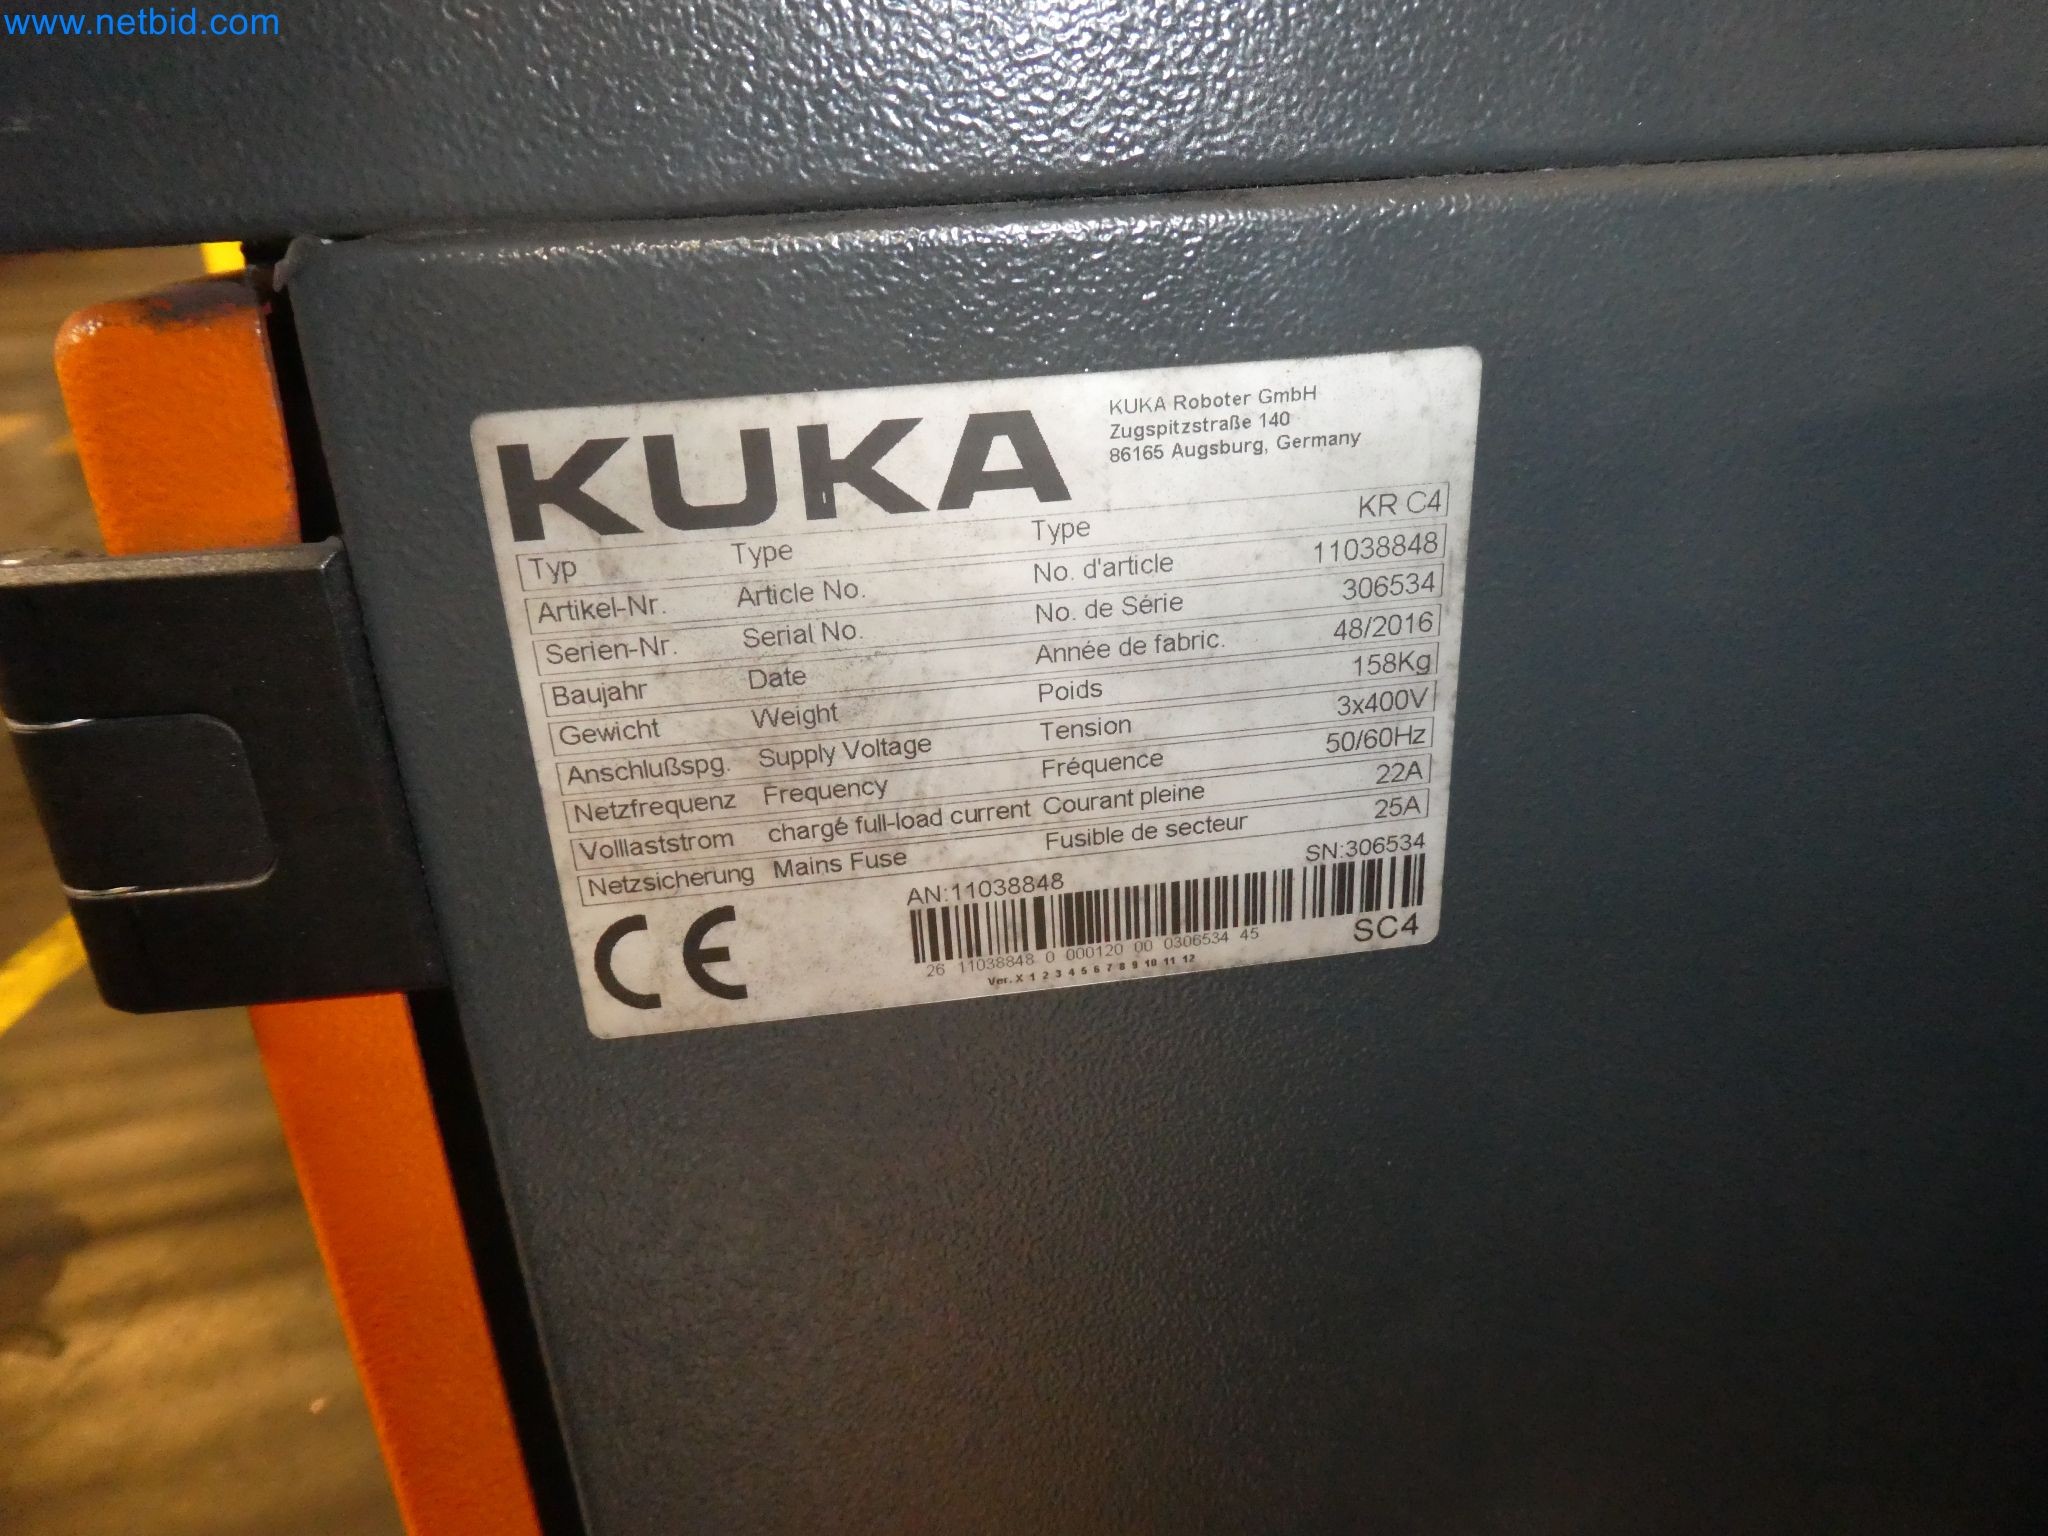 www.netbid.com
KUKA
KUKA Roboter GmbH
Zugspitzstraße 140
86165 Augsburg, Germany
Typ Type Type KR C4
Artikel-Nr. Article No. No. d'article 11038848
Serien-Nr. Serial No. No. de Série 306534
Baujahr Date Année de fabric. 48/2016
Gewicht Weight Poids 158Kg
Anschlußspg. Supply Voltage Tension 3x400V
Netzfrequenz Frequency Fréquence 50/60Hz
Volllaststrom chargé full-load current Courant pleine 22A
Netzsicherung Mains Fuse Fusible de secteur 25A
AN:11038848 SN:306534
26 11038848 0 000120 00 0306534 45
SC4
Ver. X 1 2 3 4 5 6 7 8 9 10 11 12
CE